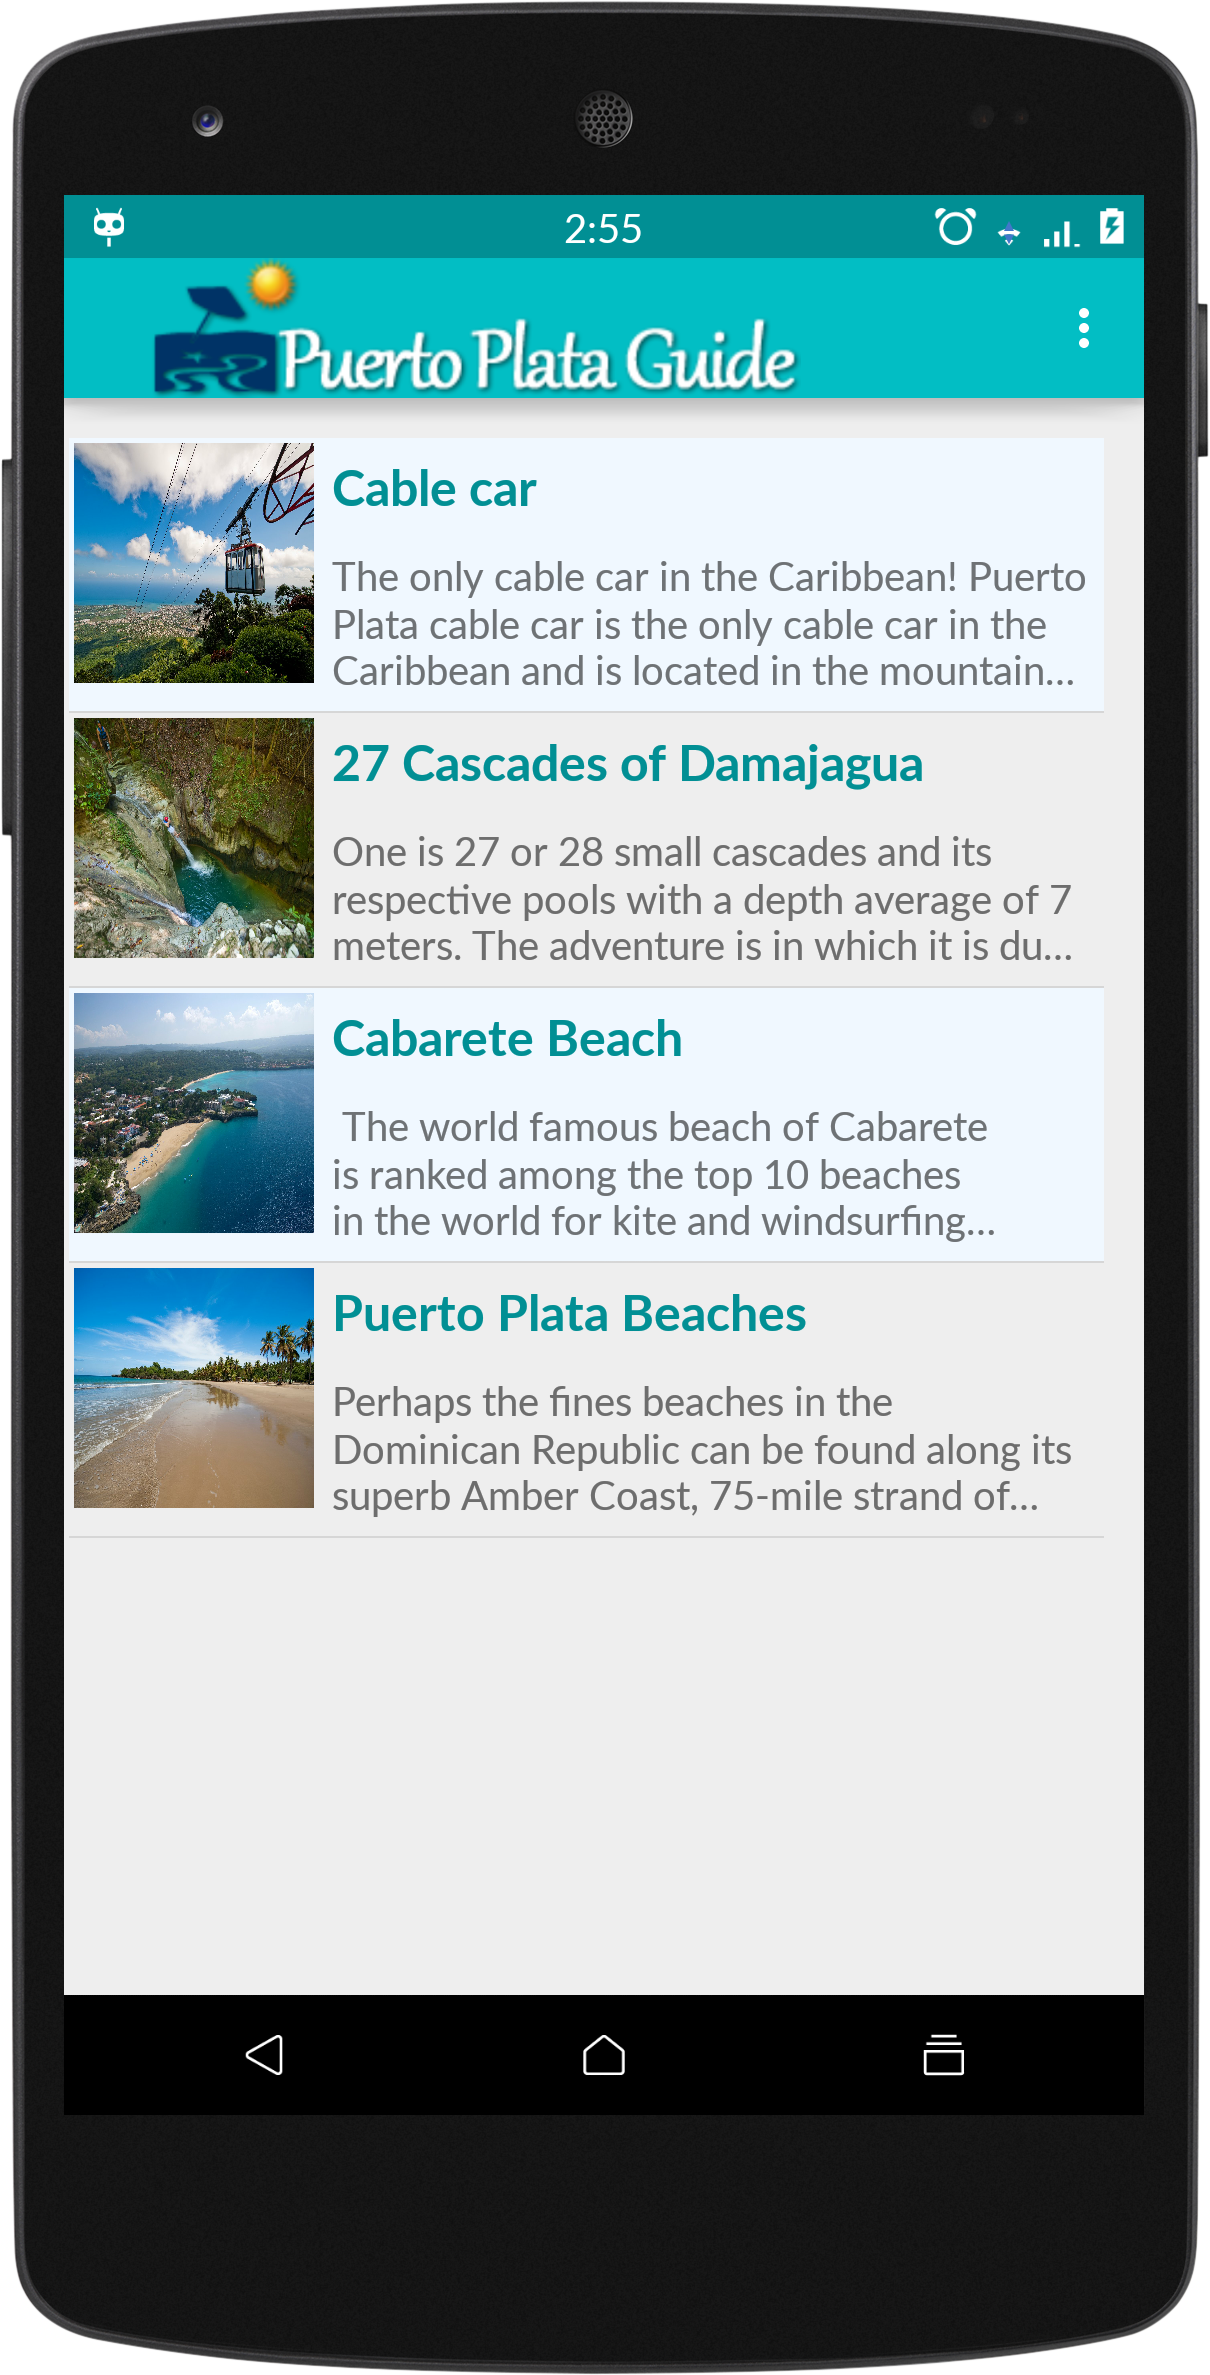 2:55
Puerto Plata Guide
Cable car
The only cable car in the Caribbean! Puerto
Plata cable car is the only cable car in the
Caribbean and is located in the mountain...
27 Cascades of Damajagua
One is 27 or 28 small cascades and its
respective pools with a depth average of 7
meters. The adventure is in which it is du...
Cabarete Beach
The world famous beach of Cabarete
is ranked among the top 10 beaches
in the world for kite and windsurfing...
Puerto Plata Beaches
Perhaps the fines beaches in the
Dominican Republic can be found along its
superb Amber Coast, 75-mile strand of...